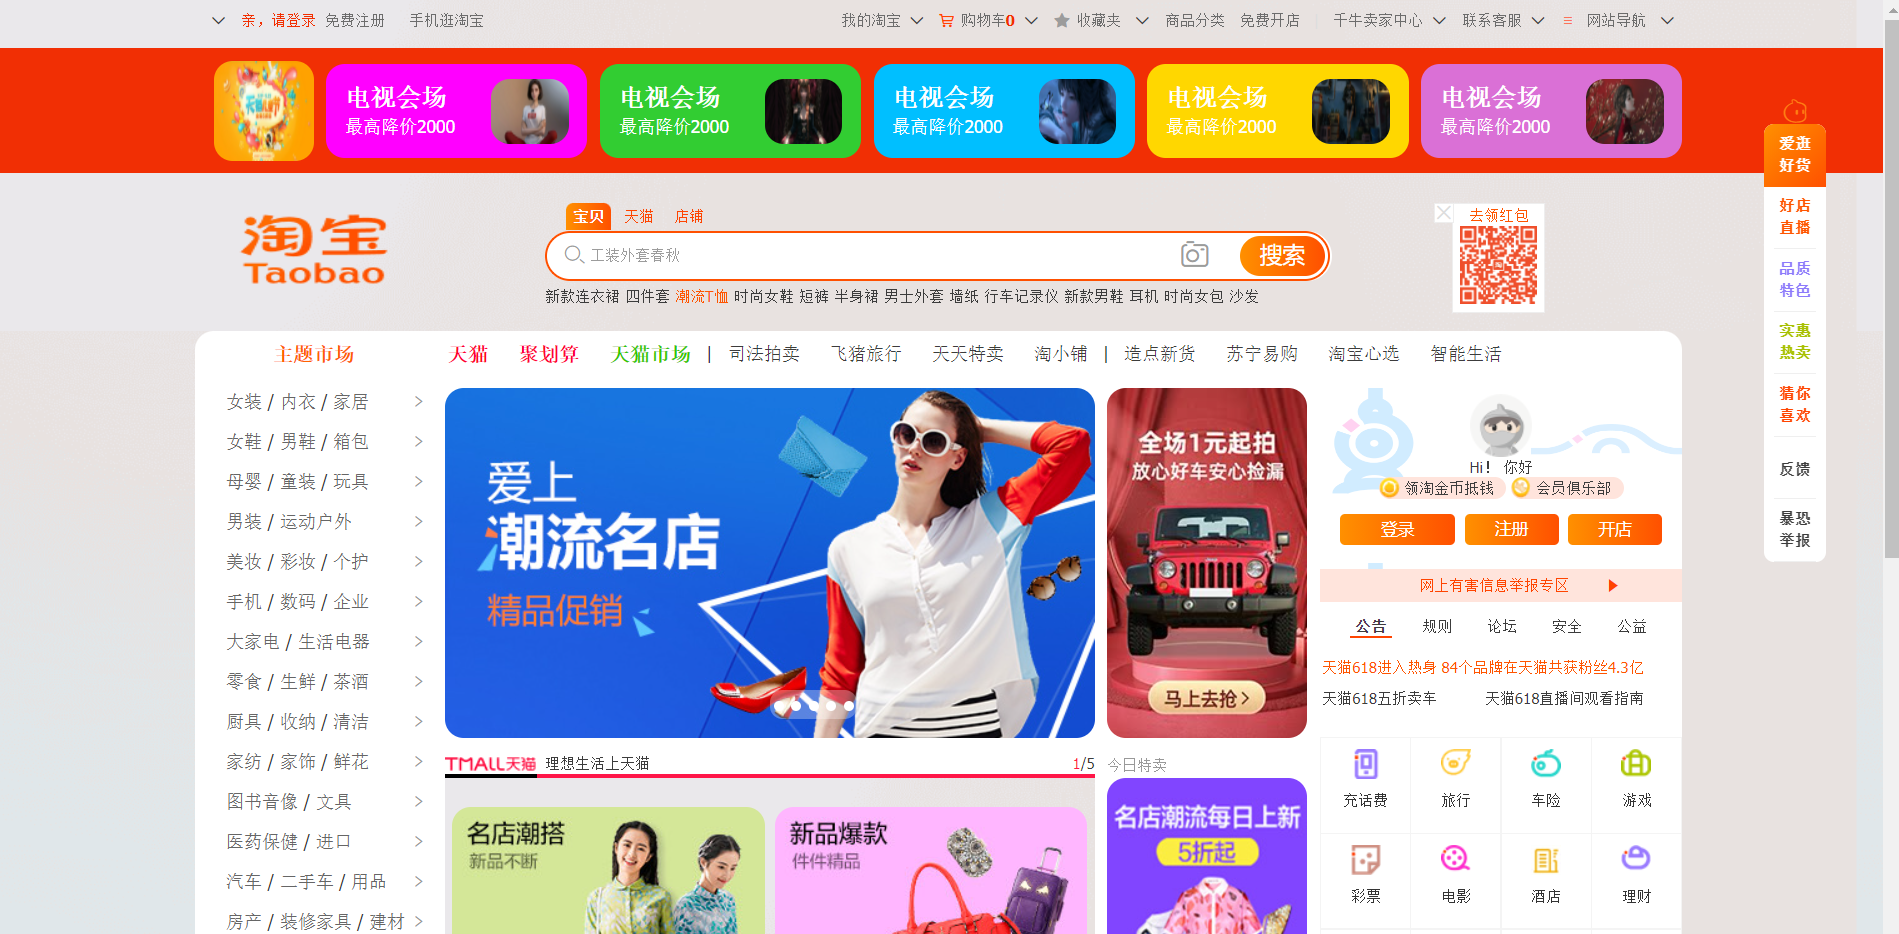 亲，请登录 免费注册 手机逛淘宝 我的淘宝 购物车0 收藏夹 商品分类 免费开店 千牛卖家中心 联系客服 网站导航
电视会场 最高降价2000
电视会场 最高降价2000
电视会场 最高降价2000
电视会场 最高降价2000
电视会场 最高降价2000
淘宝
Taobao
宝贝 天猫 店铺
工装外套春秋 搜索
新款连衣裙 四件套 潮流T恤 时尚女鞋 短裤 半身裙 男士外套 墙纸 行车记录仪 新款男鞋 耳机 时尚女包 沙发
去领红包
爱逛
好货
好店
直播
品质
特色
实惠
热卖
猜你
喜欢
反馈
暴恐
举报
主题市场
天猫 聚划算 天猫市场 | 司法拍卖 飞猪旅行 天天特卖 淘小铺 | 造点新货 苏宁易购 淘宝心选 智能生活
女装 / 内衣 / 家居 >
女鞋 / 男鞋 / 箱包 >
母婴 / 童装 / 玩具 >
男装 / 运动户外 >
美妆 / 彩妆 / 个护 >
手机 / 数码 / 企业 >
大家电 / 生活电器 >
零食 / 生鲜 / 茶酒 >
厨具 / 收纳 / 清洁 >
家纺 / 家饰 / 鲜花 >
图书音像 / 文具 >
医药保健 / 进口 >
汽车 / 二手车 / 用品 >
房产 / 装修家具 / 建材 >
爱上
潮流名店
精品促销
全场1元起拍
放心好车安心捡漏
马上去抢>
Hi! 你好
领淘金币抵钱 会员俱乐部
登录 注册 开店
网上有害信息举报专区
公告 规则 论坛 安全 公益
天猫618进入热身 84个品牌在天猫共获粉丝4.3亿
天猫618五折卖车 天猫618直播间观看指南
TMALL天猫 理想生活上天猫 1/5
名店潮搭
新品不断
新品爆款
件件精品
今日特卖
名店潮流每日上新
5折起
充话费 旅行 车险 游戏
彩票 电影 酒店 理财